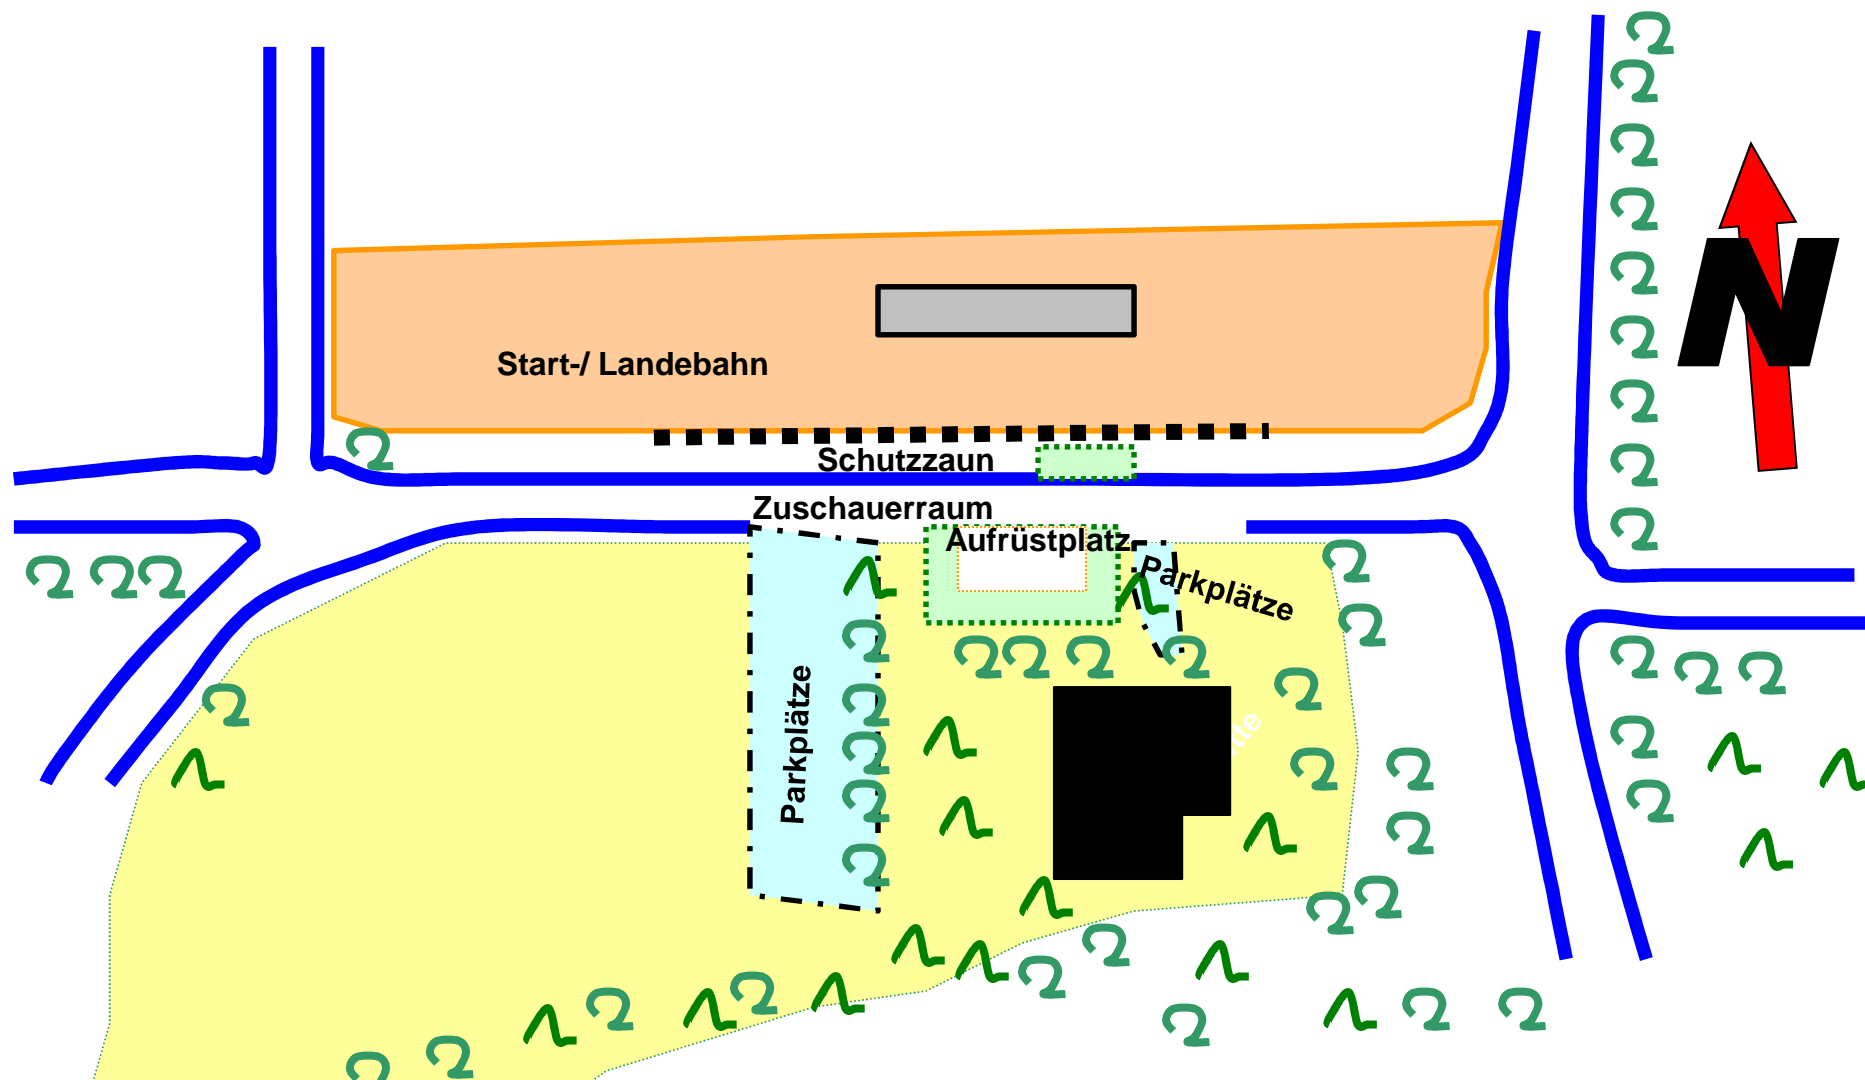 N
Start-/ Landebahn
Schutzzaun
Zuschauerraum
Aufrüstplatz
Parkplätze
Parkplätze